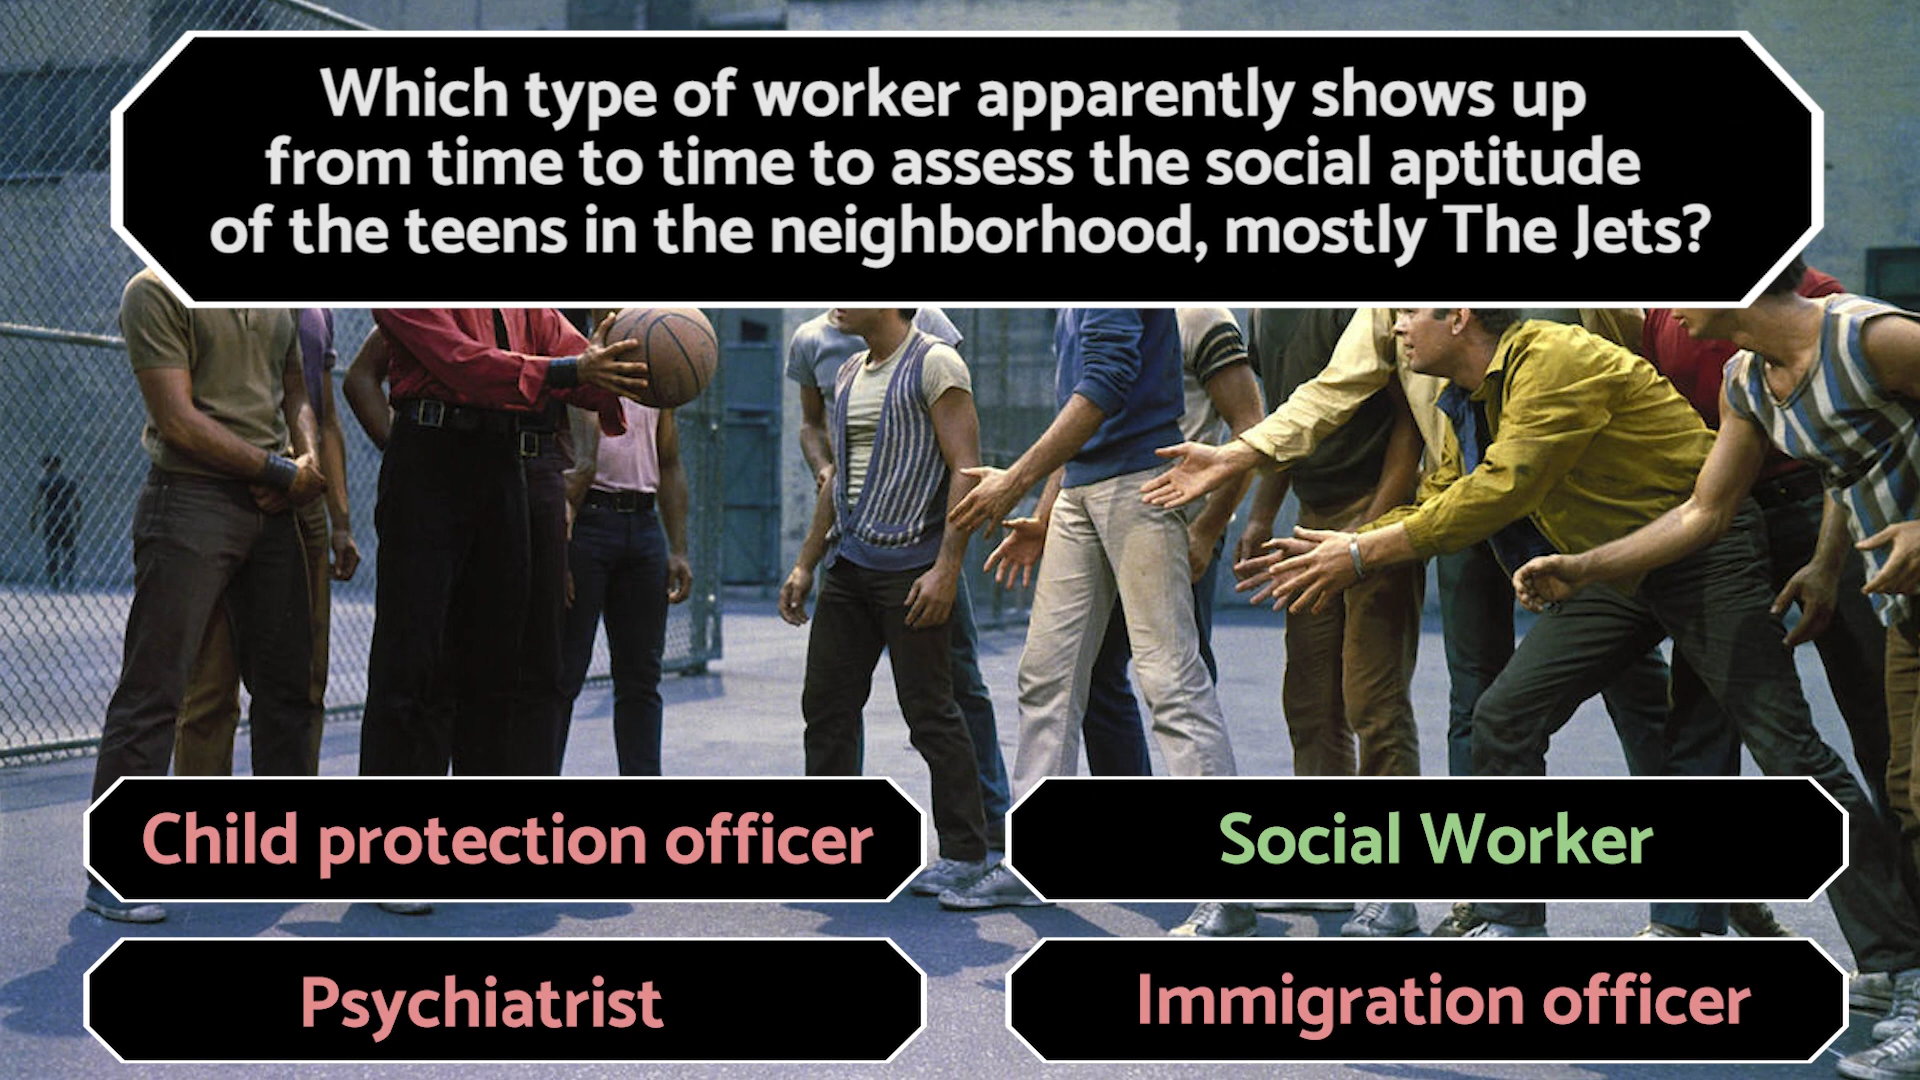 Which type of worker apparently shows up
from time to time to assess the social aptitude
of the teens in the neighborhood, mostly The Jets?
Child protection officer
Social Worker
Psychiatrist
Immigration officer